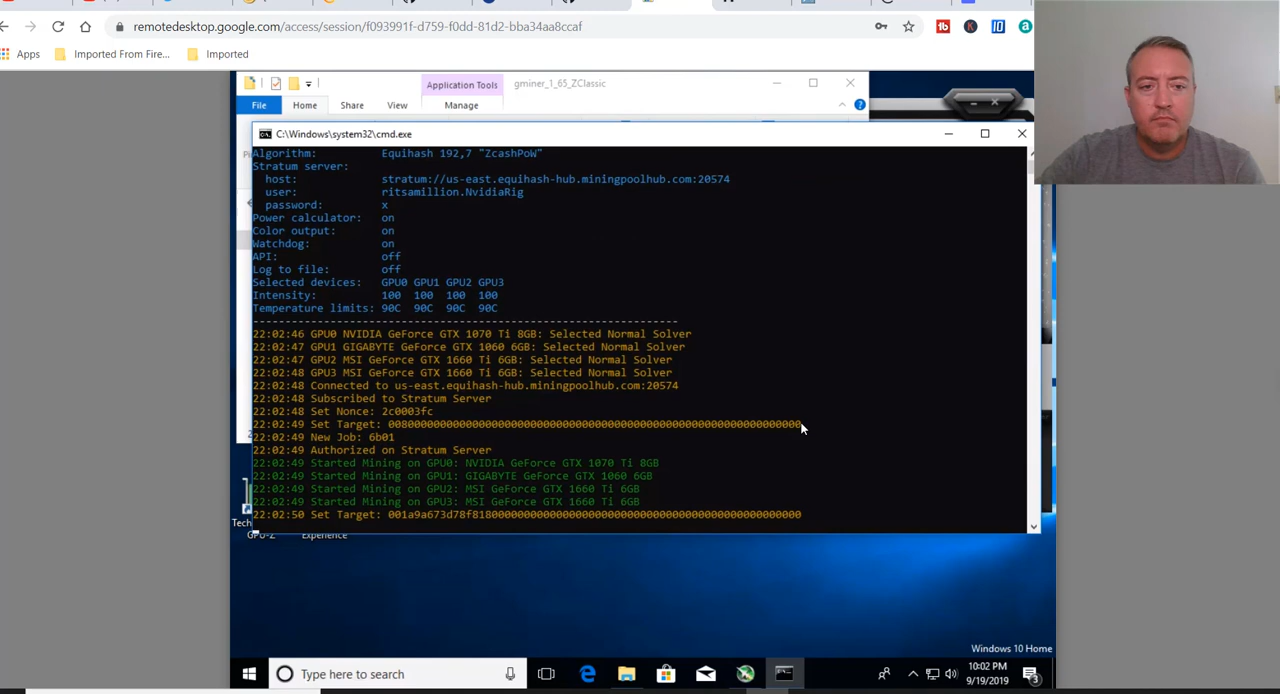 remotedesktop.google.com/access/session/f093991f-d759-f0dd-81d2-bba34aa8ccaf
Apps
Imported From Fire...
Imported
Application Tools
gminer_1_65_ZClassic
File
Home
Share
View
Manage
C:\Windows\system32\cmd.exe
Algorithm: Equihash 192,7 "ZcashPoW"
Stratum server:
host: stratum://us-east.equihash-hub.miningpoolhub.com:20574
user: ritsamillion.NvidiaRig
password: x
Power calculator: on
Color output: on
Watchdog: on
API: off
Log to file: off
Selected devices: GPU0 GPU1 GPU2 GPU3
Intensity: 100 100 100 100
Temperature limits: 90C 90C 90C 90C
----------------------------------------------------------------
22:02:46 GPU0 NVIDIA GeForce GTX 1070 Ti 8GB: Selected Normal Solver
22:02:47 GPU1 GIGABYTE GeForce GTX 1060 6GB: Selected Normal Solver
22:02:47 GPU2 MSI GeForce GTX 1660 Ti 6GB: Selected Normal Solver
22:02:48 GPU3 MSI GeForce GTX 1660 Ti 6GB: Selected Normal Solver
22:02:48 Connected to us-east.equihash-hub.miningpoolhub.com:20574
22:02:48 Subscribed to Stratum Server
22:02:48 Set Nonce: 2c0003fc
22:02:49 Set Target: 0080000000000000000000000000000000000000000000000000000000000000
22:02:49 New Job: 6b01
22:02:49 Authorized on Stratum Server
22:02:49 Started Mining on GPU0: NVIDIA GeForce GTX 1070 Ti 8GB
22:02:49 Started Mining on GPU1: GIGABYTE GeForce GTX 1060 6GB
22:02:49 Started Mining on GPU2: MSI GeForce GTX 1660 Ti 6GB
22:02:49 Started Mining on GPU3: MSI GeForce GTX 1660 Ti 6GB
22:02:50 Set Target: 001a9a673d78f818000000000000000000000000000000000000000000000000
Tech
GPU-Z
Experience
Windows 10 Home
Type here to search
10:02 PM
9/19/2019
3